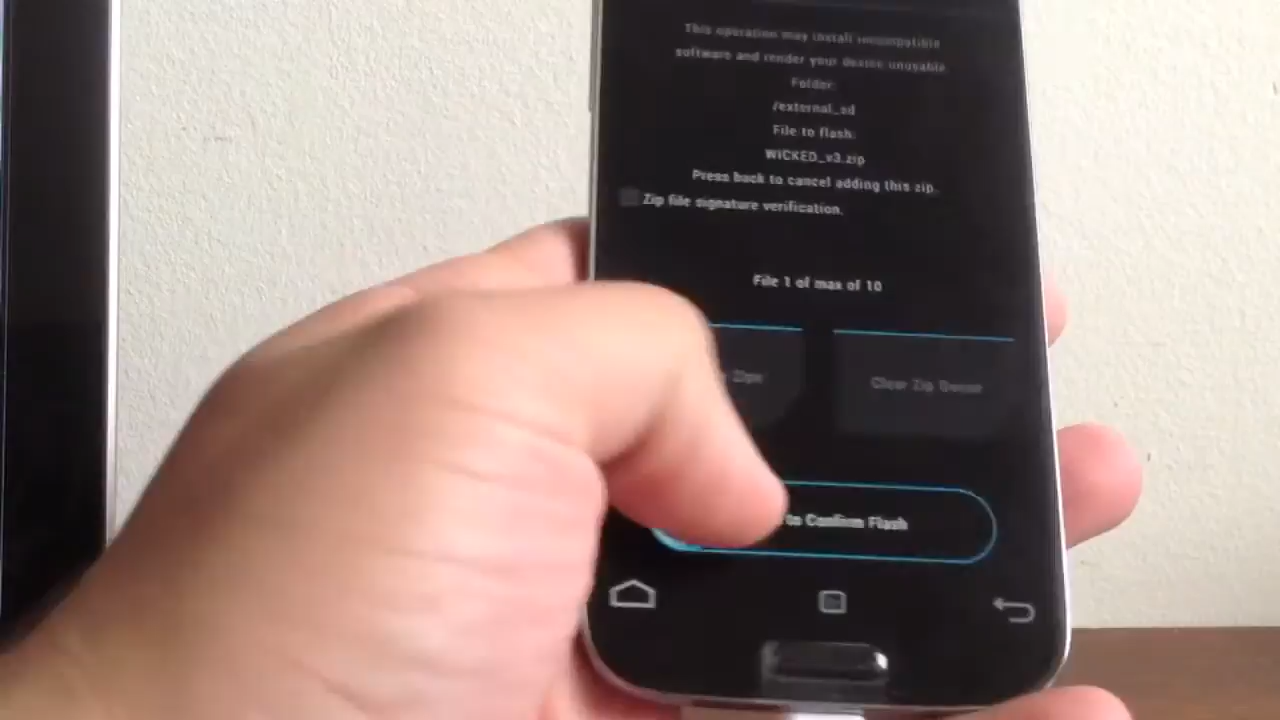 This operation may install incompatible
software and render your device unusable.
Folder:
/external_sd
File to flash:
WICKED_v3.zip
Press back to cancel adding this zip.
Zip file signature verification.
File 1 of max of 10
Zips
Clear Zip Queue
to Confirm Flash